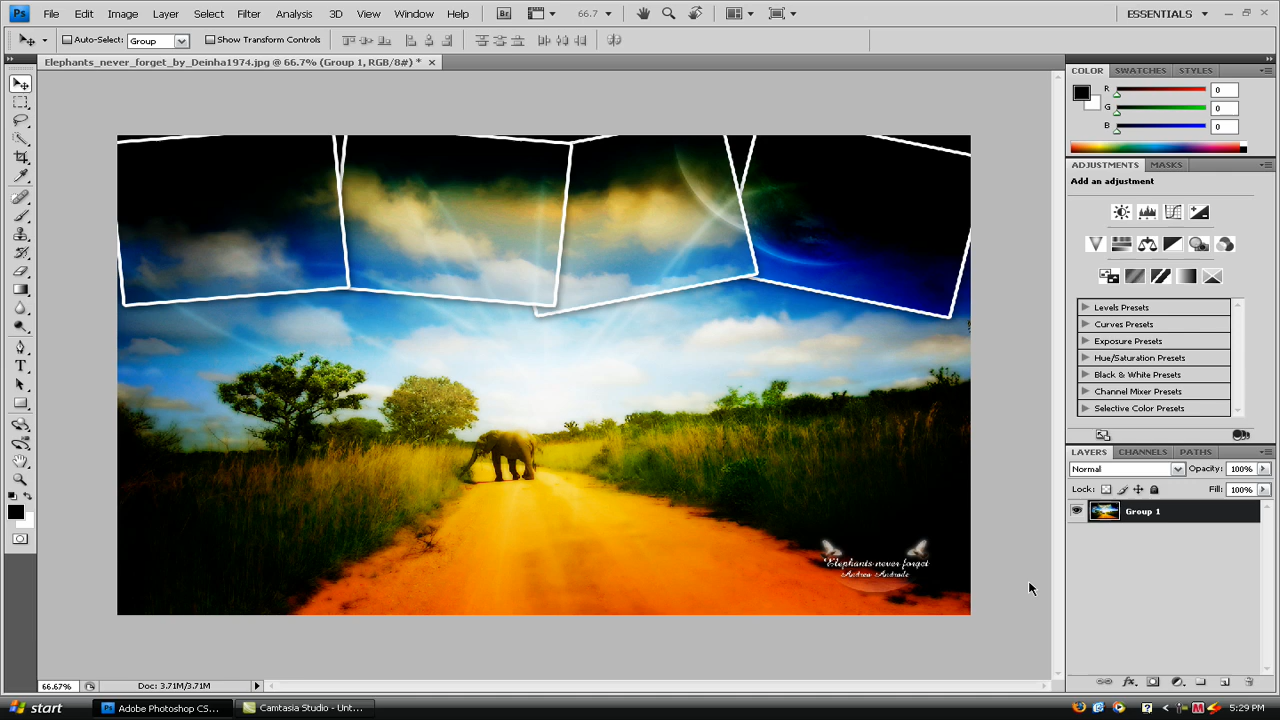 Ps File Edit Image Layer Select Filter Analysis 3D View Window Help Br 66.7 ESSENTIALS
Auto-Select: Group Show Transform Controls
Elephants_never_forget_by_Deinha1974.jpg @ 66.7% (Group 1, RGB/8#) *
COLOR SWATCHES STYLES
R 0
G 0
B 0
ADJUSTMENTS MASKS
Add an adjustment
Levels Presets
Curves Presets
Exposure Presets
Hue/Saturation Presets
Black & White Presets
Channel Mixer Presets
Selective Color Presets
LAYERS CHANNELS PATHS
Normal Opacity: 100%
Lock: Fill: 100%
Group 1
Elephants never forget
Andrea Andrade
66.67% Doc: 3.71M/3.71M
start Adobe Photoshop CS... Camtasia Studio - Unt... 5:29 PM